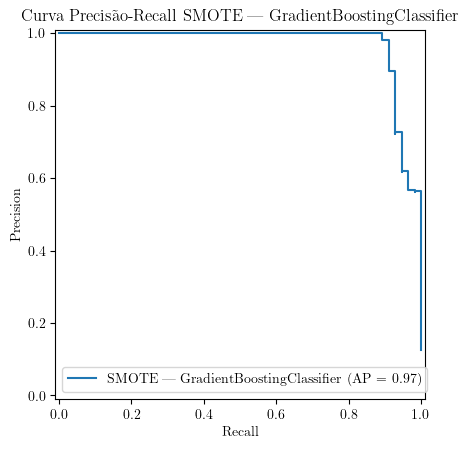 Curva Precisão-Recall SMOTE — GradientBoostingClassifier
1.0
0.8
0.6
0.4
0.2
0.0
Precision
SMOTE — GradientBoostingClassifier (AP = 0.97)
0.0 0.2 0.4 0.6 0.8 1.0
Recall